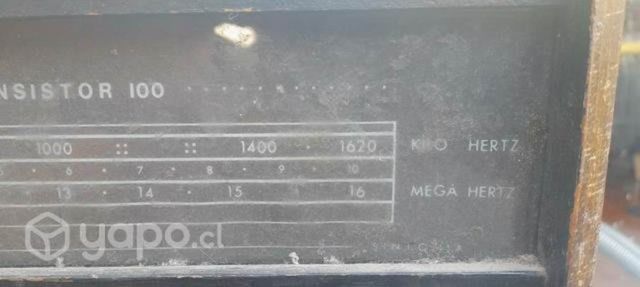 NSISTOR 100
1000 :: :: 1400 · 1620 KILO HERTZ
· 6 · 7 · 8 · 9 · 10
13 · 14 · 15 16 MEGA HERTZ
yapo.cl
SINTONIA